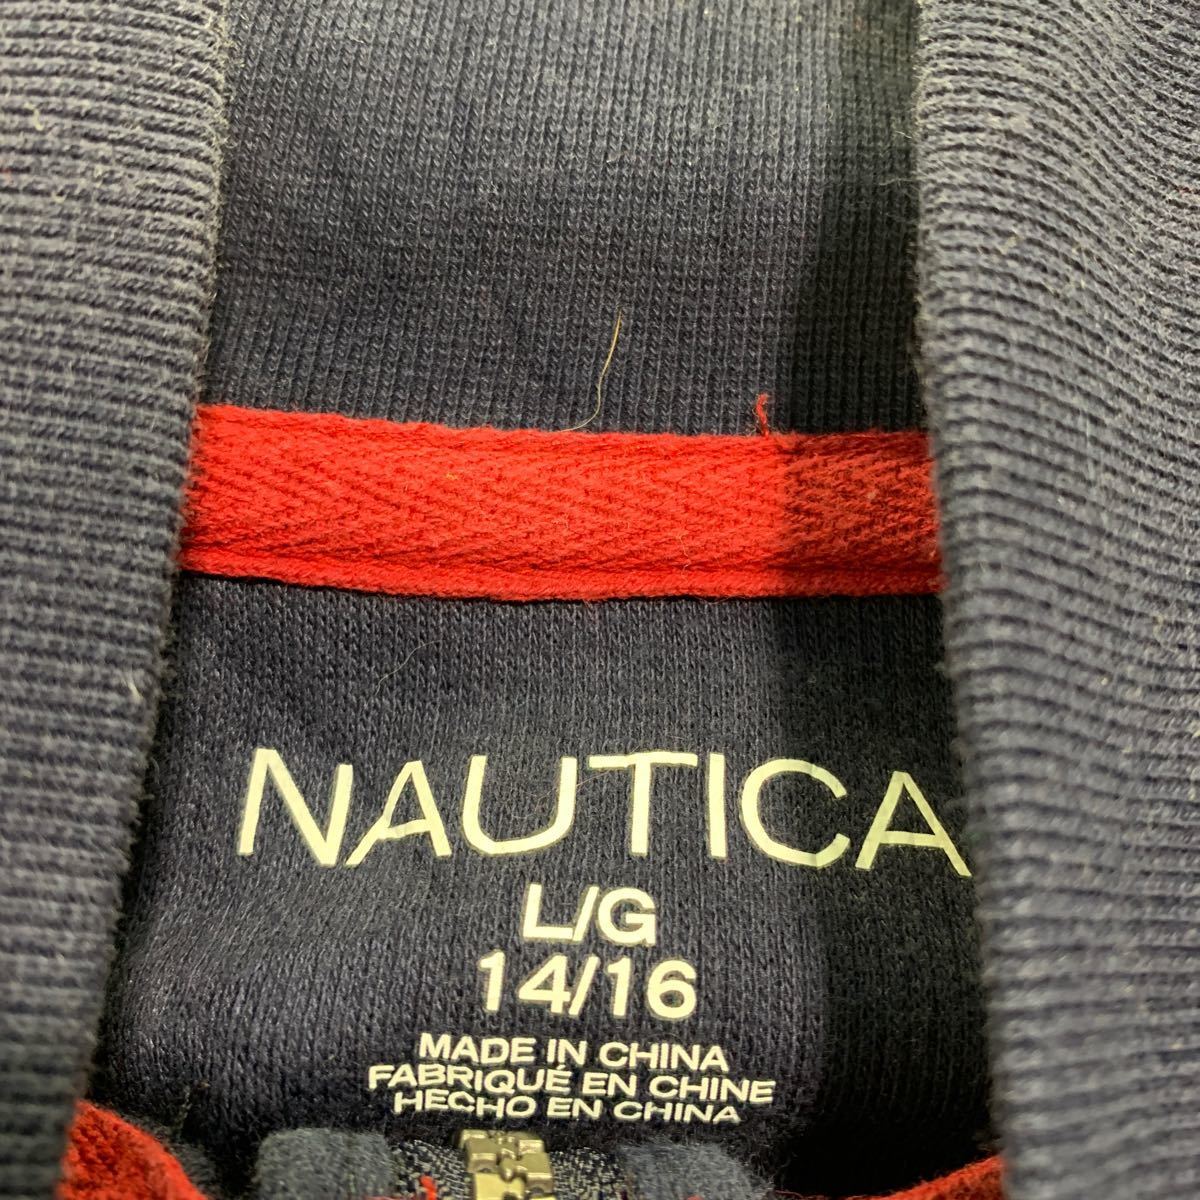 NAUTICA
L/G
14/16
MADE IN CHINA
FABRIQUÉ EN CHINE
HECHO EN CHINA